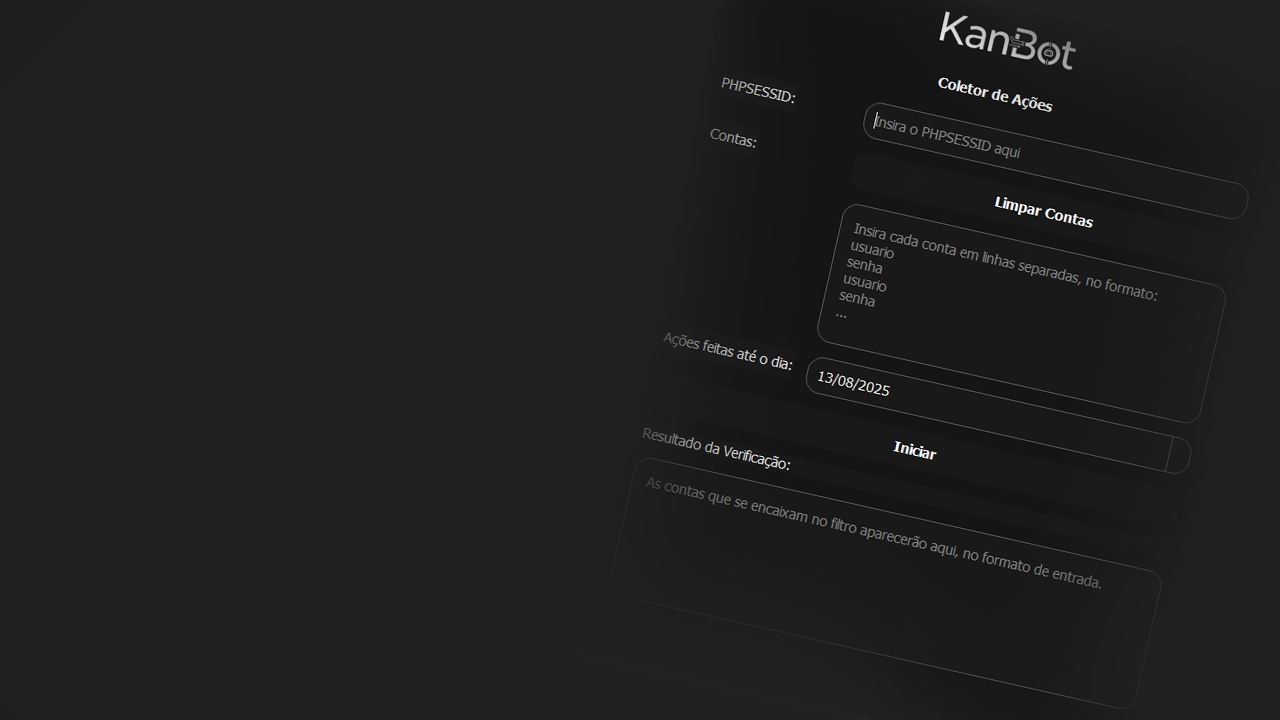 KanBot
Coletor de Ações
PHPSESSID:
Insira o PHPSESSID aqui
Contas:
Limpar Contas
Insira cada conta em linhas separadas, no formato:
usuario
senha
usuario
senha
...
Ações feitas até o dia:
13/08/2025
Iniciar
Resultado da Verificação:
As contas que se encaixam no filtro aparecerão aqui, no formato de entrada.